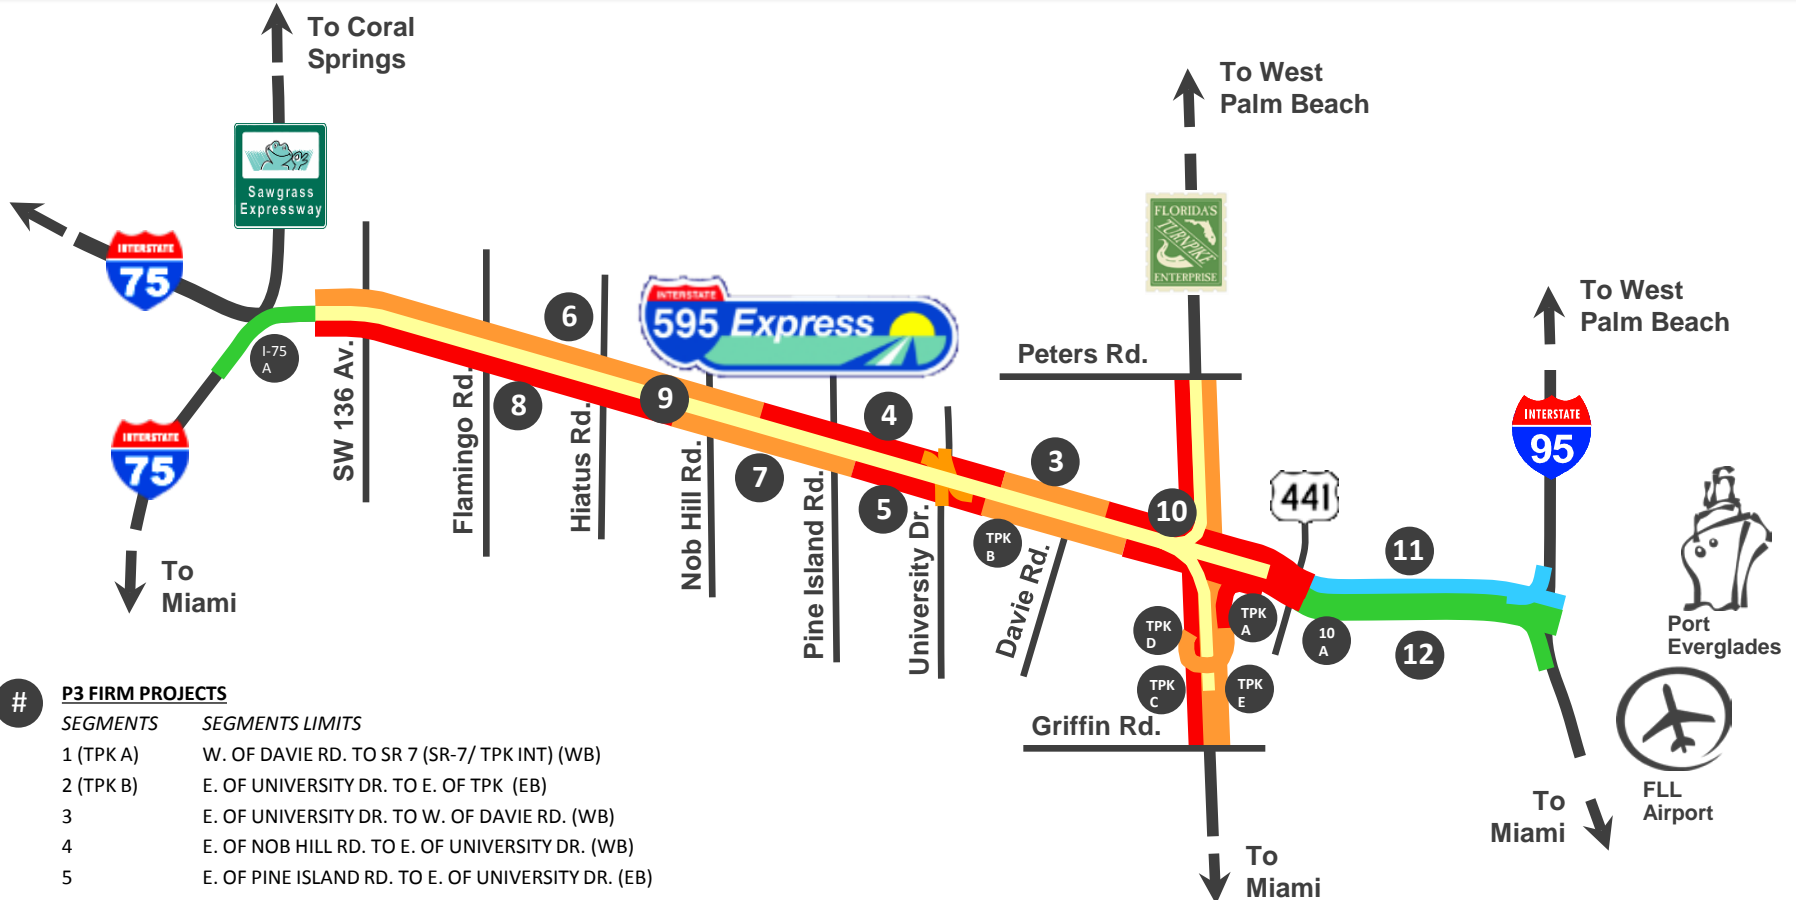 To Coral
Springs
To West
Palm Beach
Sawgrass
Expressway
FLORIDA'S
TURNPIKE
ENTERPRISE
INTERSTATE
75
INTERSTATE
595 Express
To West
Palm Beach
6
Peters Rd.
I-75
A
SW 136 Av.
Flamingo Rd.
8
Hiatus Rd.
9
4
INTERSTATE
95
INTERSTATE
75
Nob Hill Rd.
7
Pine Island Rd.
5
University Dr.
3
TPK
B
Davie Rd.
10
441
11
To
Miami
TPK
D
TPK
A
10
A
12
Port
Everglades
TPK
C
TPK
E
Griffin Rd.
FLL
Airport
To
Miami
To
Miami
#
P3 FIRM PROJECTS
SEGMENTS SEGMENTS LIMITS
1 (TPK A) W. OF DAVIE RD. TO SR 7 (SR-7/ TPK INT) (WB)
2 (TPK B) E. OF UNIVERSITY DR. TO E. OF TPK (EB)
3 E. OF UNIVERSITY DR. TO W. OF DAVIE RD. (WB)
4 E. OF NOB HILL RD. TO E. OF UNIVERSITY DR. (WB)
5 E. OF PINE ISLAND RD. TO E. OF UNIVERSITY DR. (EB)